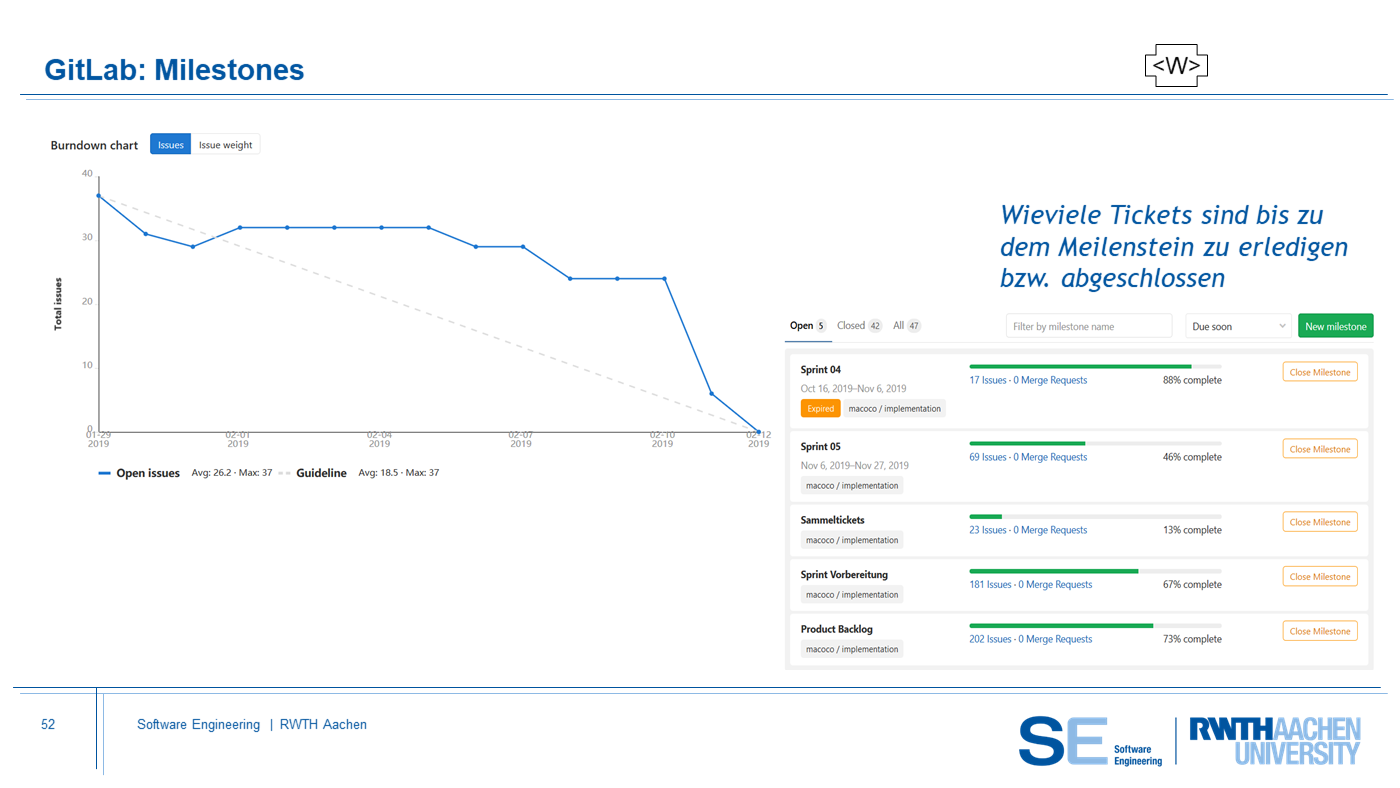 GitLab: Milestones
<W>
Burndown chart Issues Issue weight
40
30
20
10
0
Total issues
01-29 02-01 02-04 02-07 02-10 02-12
2019 2019 2019 2019 2019 2019
Open issues Avg: 26.2 · Max: 37 Guideline Avg: 18.5 · Max: 37
Wieviele Tickets sind bis zu
dem Meilenstein zu erledigen
bzw. abgeschlossen
Open 5 Closed 42 All 47 Filter by milestone name Due soon New milestone
Sprint 04
Oct 16, 2019–Nov 6, 2019
Expired macoco / implementation
17 Issues · 0 Merge Requests 88% complete
Close Milestone
Sprint 05
Nov 6, 2019–Nov 27, 2019
macoco / implementation
69 Issues · 0 Merge Requests 46% complete
Close Milestone
Sammeltickets
macoco / implementation
23 Issues · 0 Merge Requests 13% complete
Close Milestone
Sprint Vorbereitung
macoco / implementation
181 Issues · 0 Merge Requests 67% complete
Close Milestone
Product Backlog
macoco / implementation
202 Issues · 0 Merge Requests 73% complete
Close Milestone
52
Software Engineering | RWTH Aachen
SE Software
Engineering
RWTHAACHEN
UNIVERSITY